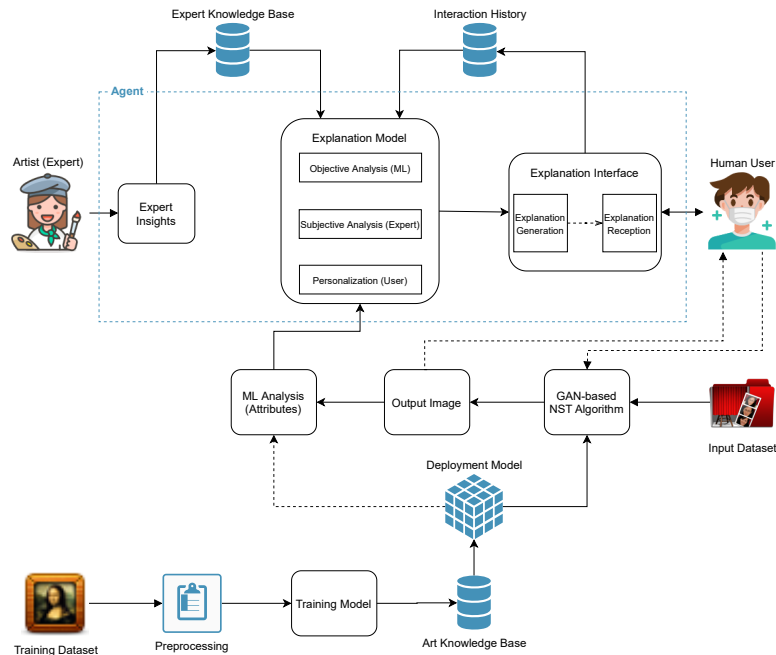 Expert Knowledge Base
Interaction History
Agent
Artist (Expert)
Expert
Insights
Explanation Model
Objective Analysis (ML)
Subjective Analysis (Expert)
Personalization (User)
Explanation Interface
Explanation
Generation
Explanation
Reception
Human User
ML Analysis
(Attributes)
Output Image
GAN-based
NST Algorithm
Input Dataset
Deployment Model
Training Dataset
Preprocessing
Training Model
Art Knowledge Base